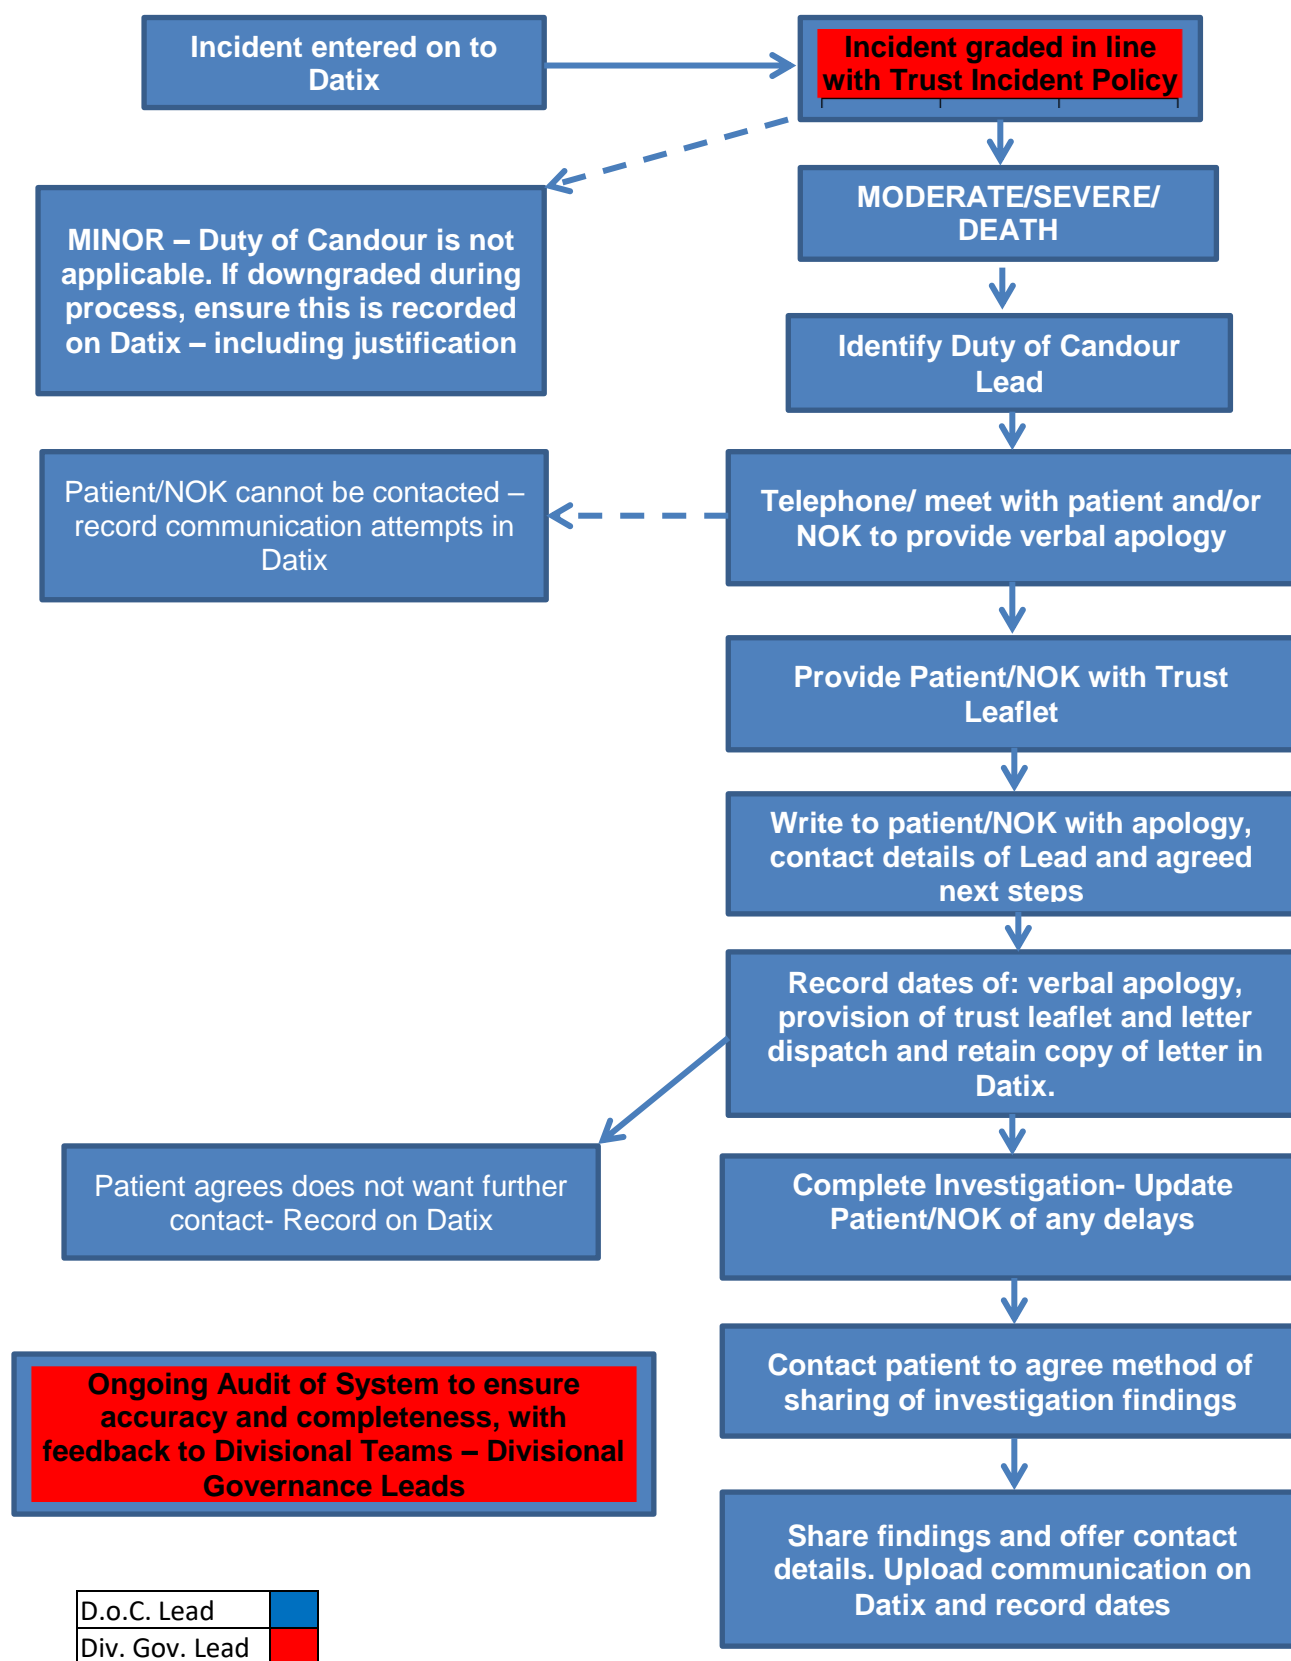 Incident entered on to
Datix
Incident graded in line
with Trust Incident Policy
MODERATE/SEVERE/
DEATH
MINOR – Duty of Candour is not
applicable. If downgraded during
process, ensure this is recorded
on Datix – including justification
Identify Duty of Candour
Lead
Patient/NOK cannot be contacted –
record communication attempts in
Datix
Telephone/ meet with patient and/or
NOK to provide verbal apology
Provide Patient/NOK with Trust
Leaflet
Write to patient/NOK with apology,
contact details of Lead and agreed
next steps
Record dates of: verbal apology,
provision of trust leaflet and letter
dispatch and retain copy of letter in
Datix.
Patient agrees does not want further
contact- Record on Datix
Complete Investigation- Update
Patient/NOK of any delays
Contact patient to agree method of
sharing of investigation findings
Ongoing Audit of System to ensure
accuracy and completeness, with
feedback to Divisional Teams – Divisional
Governance Leads
Share findings and offer contact
details. Upload communication on
Datix and record dates
D.o.C. Lead
Div. Gov. Lead